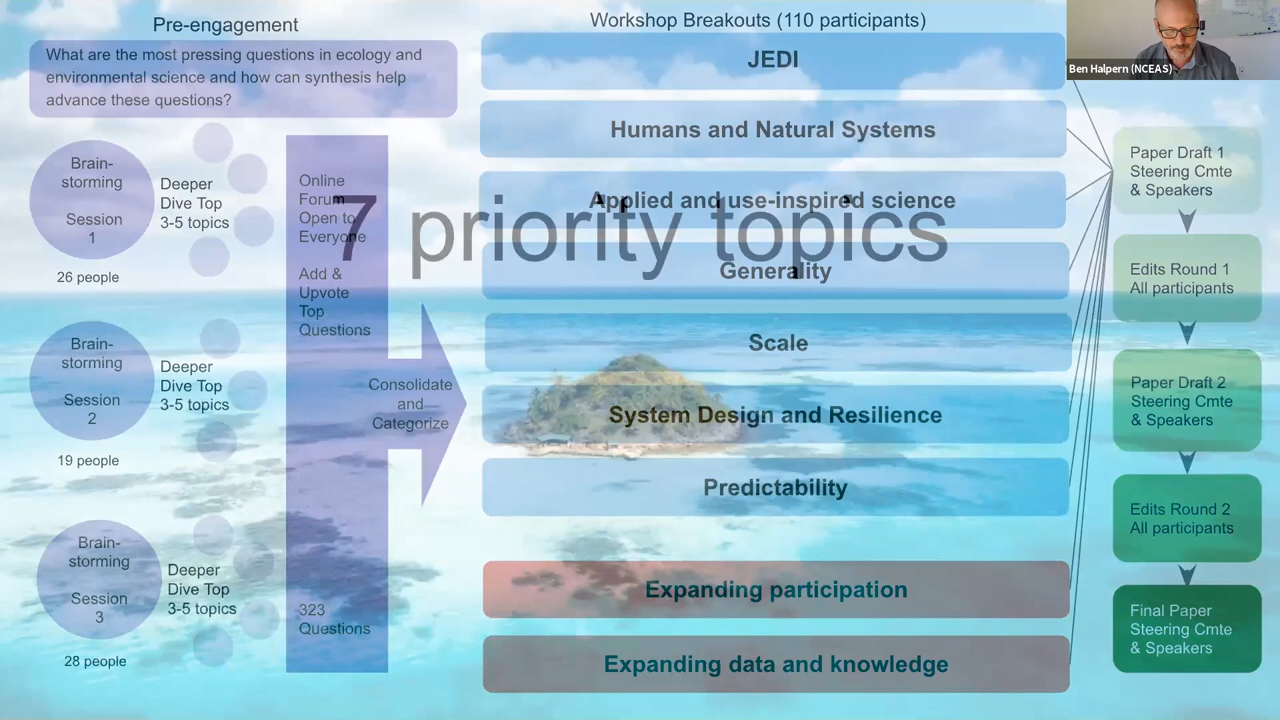 Pre-engagement
What are the most pressing questions in ecology and
environmental science and how can synthesis help
advance these questions?
Brain-
storming
Session
1
26 people
Deeper
Dive Top
3-5 topics
Brain-
storming
Session
2
19 people
Deeper
Dive Top
3-5 topics
Brain-
storming
Session
3
28 people
Deeper
Dive Top
3-5 topics
Online
Forum
Open to
Everyone
Add &
Upvote
Top
Questions
323
Questions
Consolidate
and
Categorize
7 priority topics
Workshop Breakouts (110 participants)
JEDI
Humans and Natural Systems
Applied and use-inspired science
Generality
Scale
System Design and Resilience
Predictability
Expanding participation
Expanding data and knowledge
Ben Halpern (NCEAS)
Paper Draft 1
Steering Cmte
& Speakers
Edits Round 1
All participants
Paper Draft 2
Steering Cmte
& Speakers
Edits Round 2
All participants
Final Paper
Steering Cmte
& Speakers